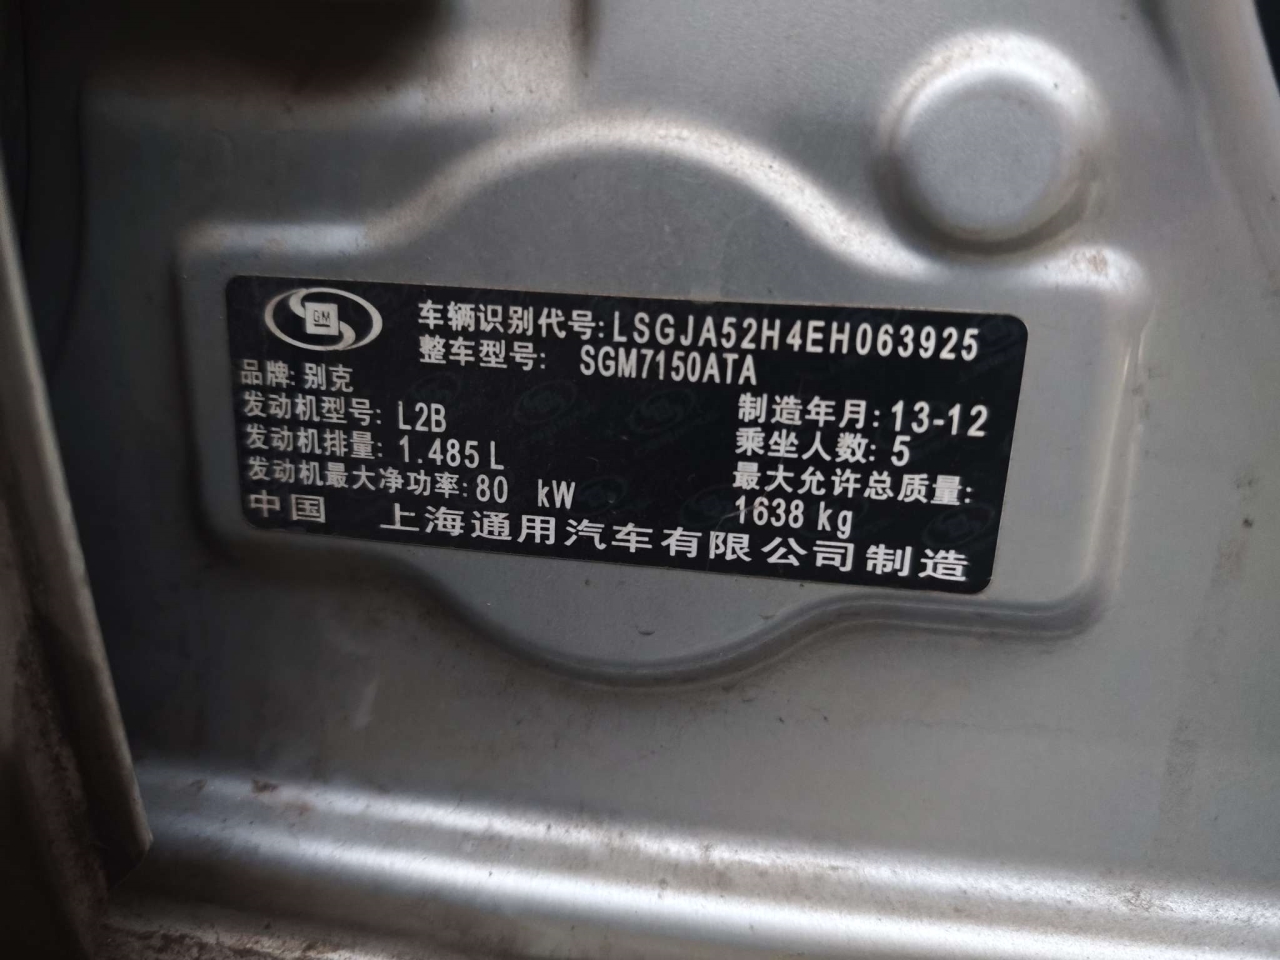 GM
车辆识别代号: LSGJA52H4EH063925
整车型号: SGM7150ATA
品牌: 别克
发动机型号: L2B
制造年月: 13-12
发动机排量: 1.485 L
乘坐人数: 5
发动机最大净功率: 80 kW
最大允许总质量:
1638 kg
中国 上海通用汽车有限公司制造